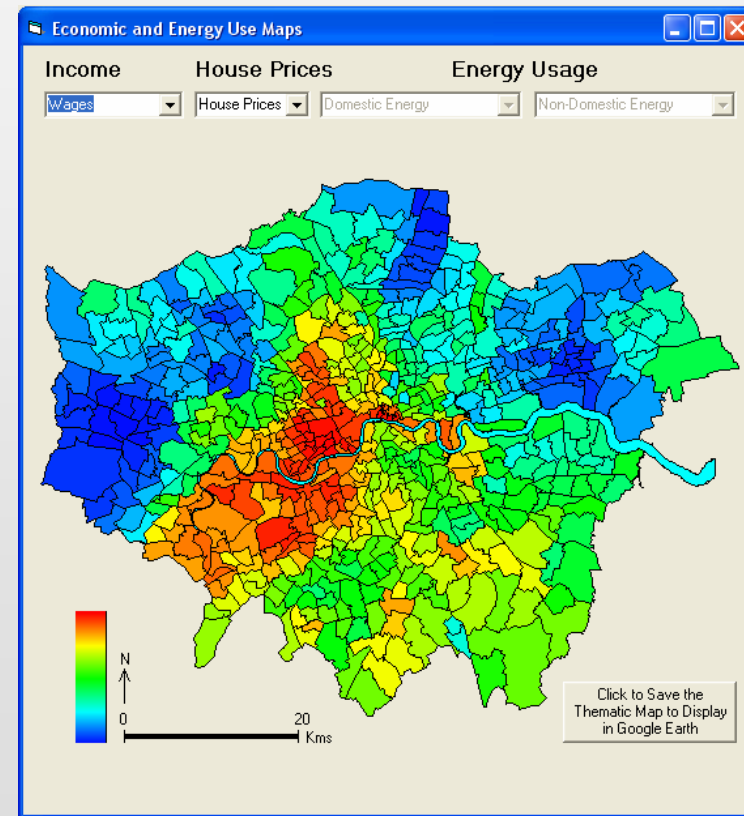 Economic and Energy Use Maps
Income House Prices Energy Usage
Wages House Prices Domestic Energy Non-Domestic Energy
N
0 20
Kms
Click to Save the
Thematic Map to Display
in Google Earth